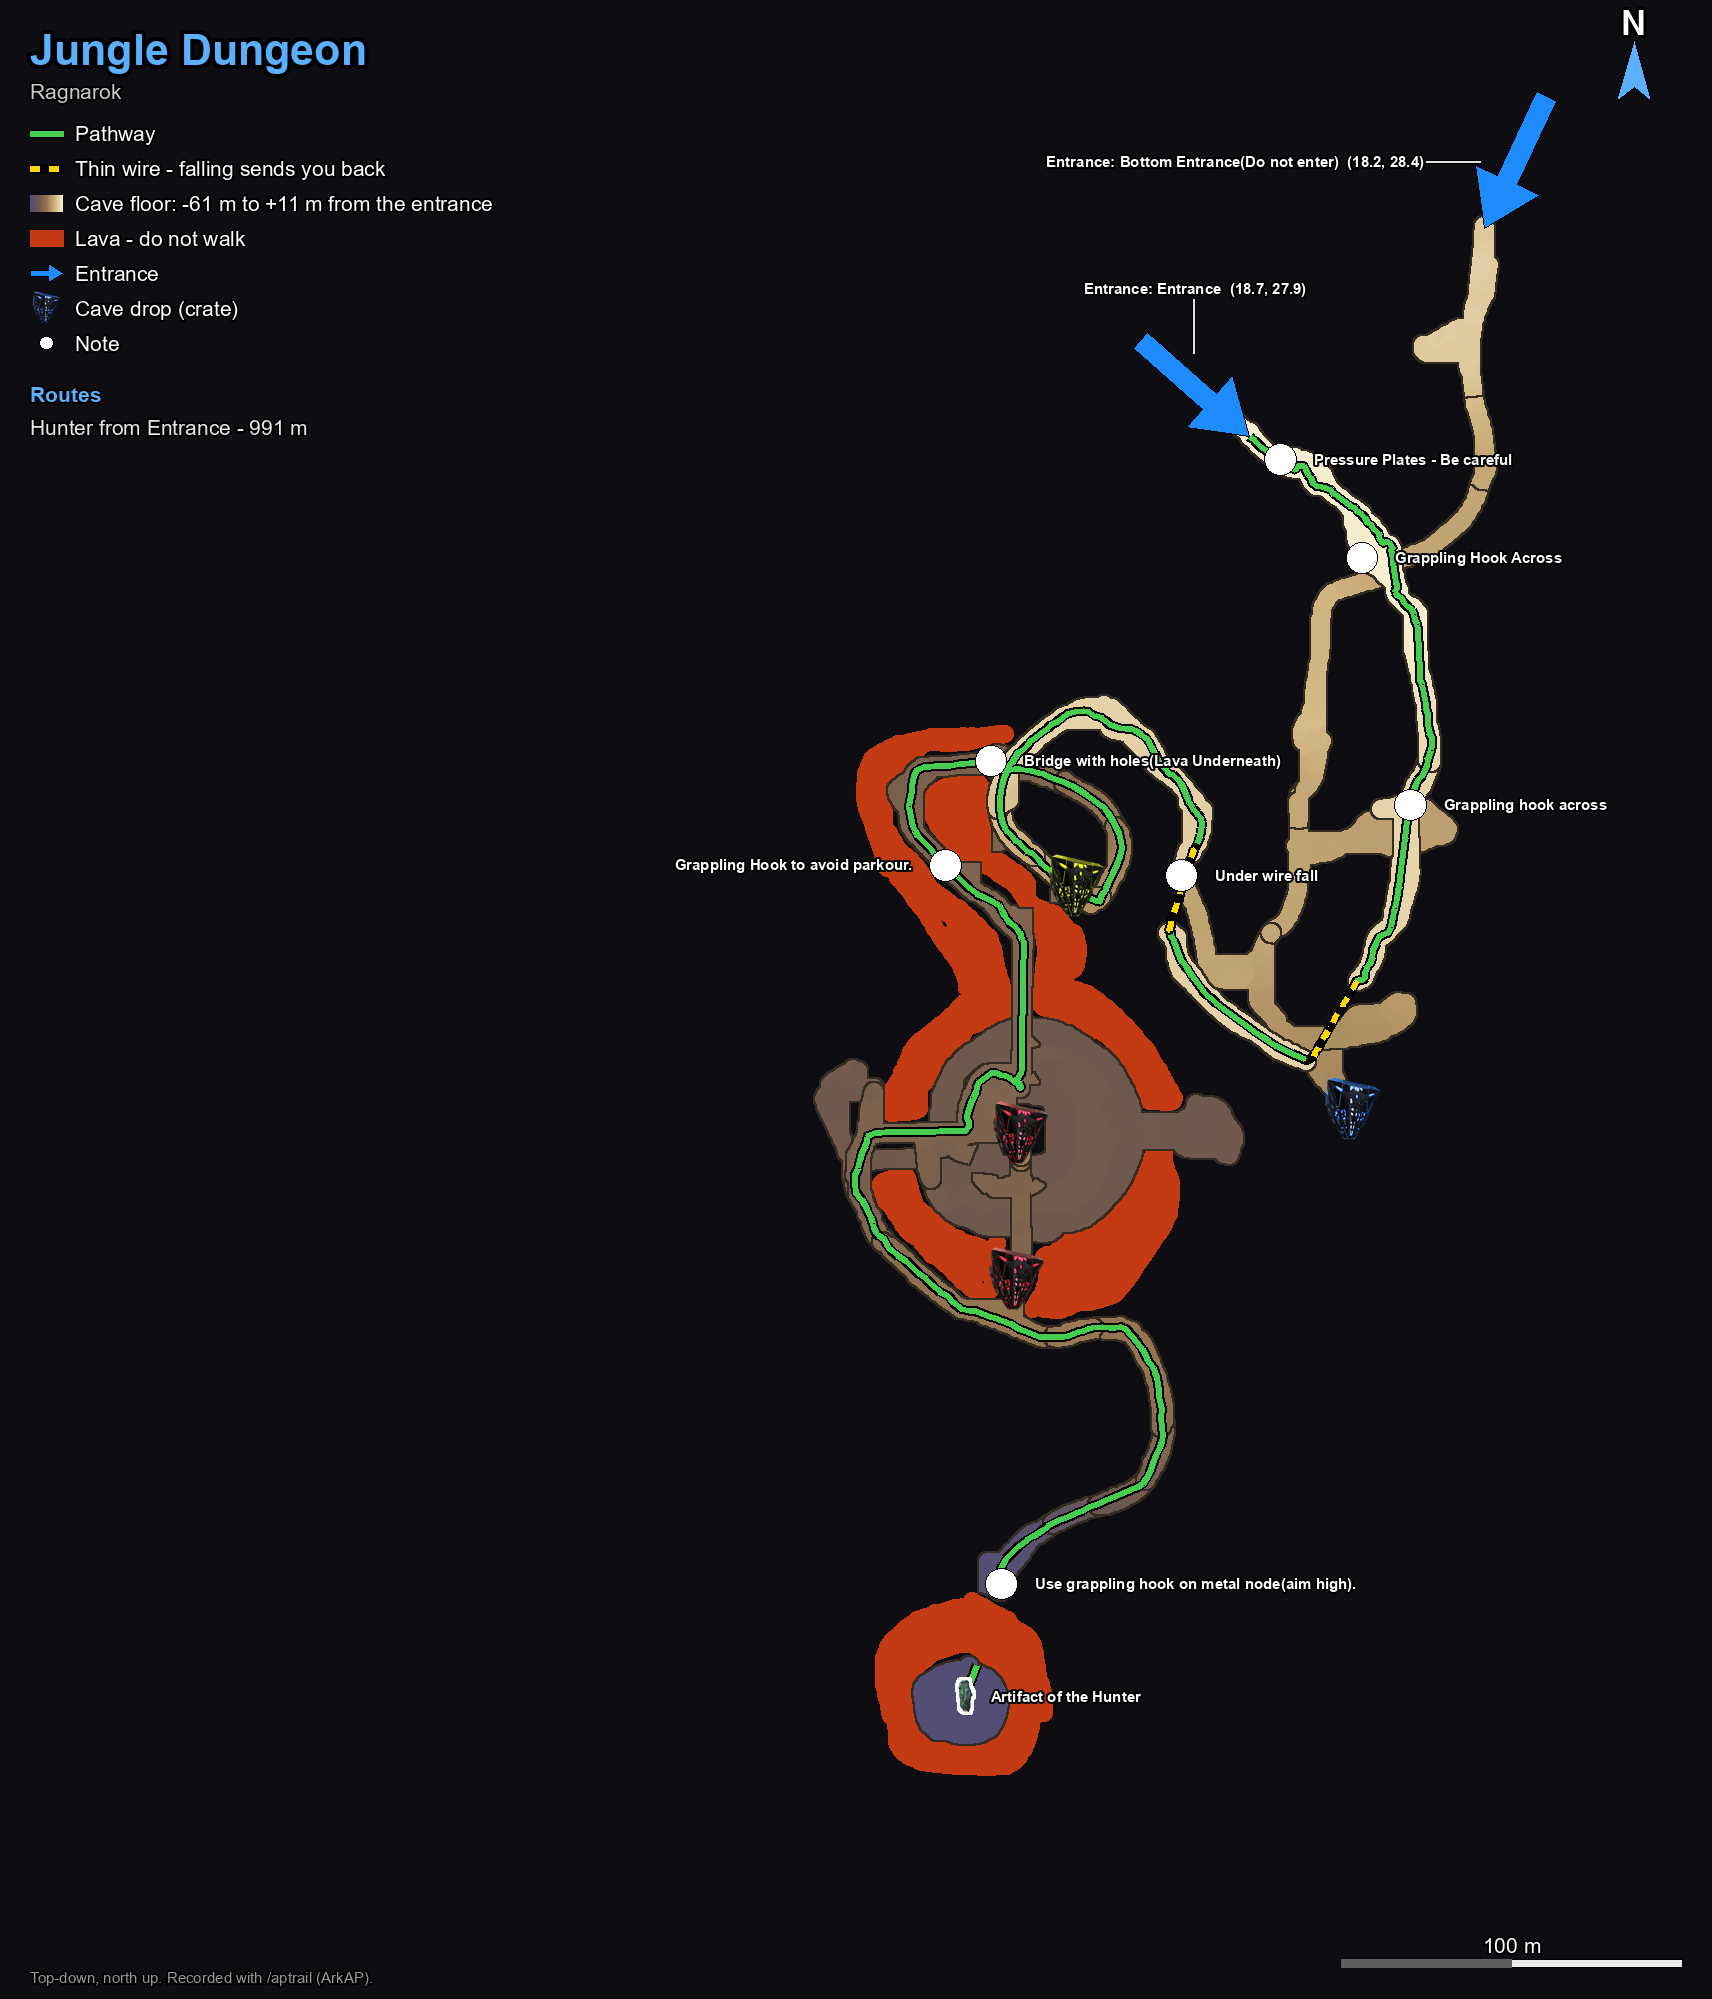 Jungle Dungeon
Ragnarok
Pathway
Thin wire - falling sends you back
Cave floor: -61 m to +11 m from the entrance
Lava - do not walk
Entrance
Cave drop (crate)
Note
Routes
Hunter from Entrance - 991 m
N
Entrance: Bottom Entrance(Do not enter)  (18.2, 28.4)
Entrance: Entrance  (18.7, 27.9)
Pressure Plates - Be careful
Grappling Hook Across
Bridge with holes(Lava Underneath)
Grappling hook across
Grappling Hook to avoid parkour.
Under wire fall
Use grappling hook on metal node(aim high).
Artifact of the Hunter
100 m
Top-down, north up. Recorded with /aptrail (ArkAP).